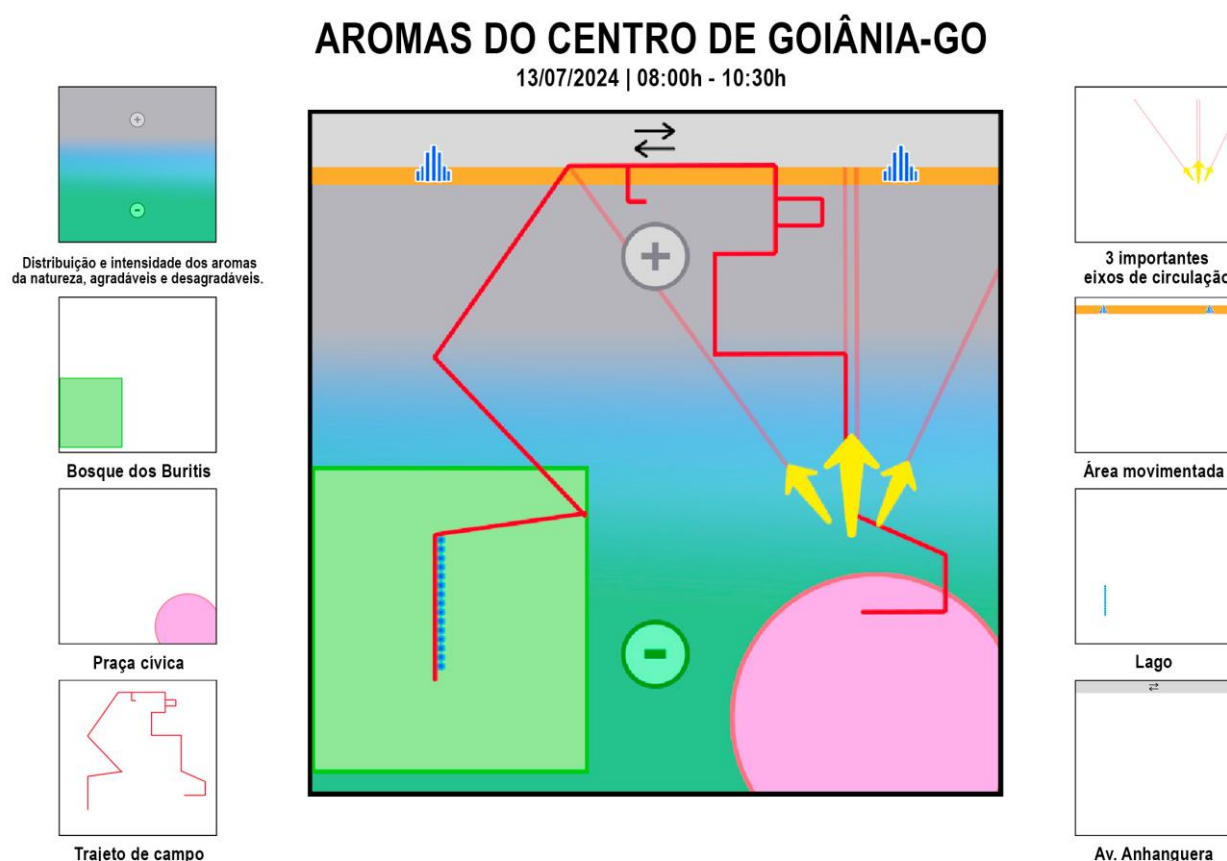 AROMAS DO CENTRO DE GOIÂNIA-GO
13/07/2024 | 08:00h - 10:30h
Distribuição e intensidade dos aromas
da natureza, agradáveis e desagradáveis.
Bosque dos Buritis
Praça cívica
Trajeto de campo
3 importantes
eixos de circulação
Área movimentada
Lago
Av. Anhanguera